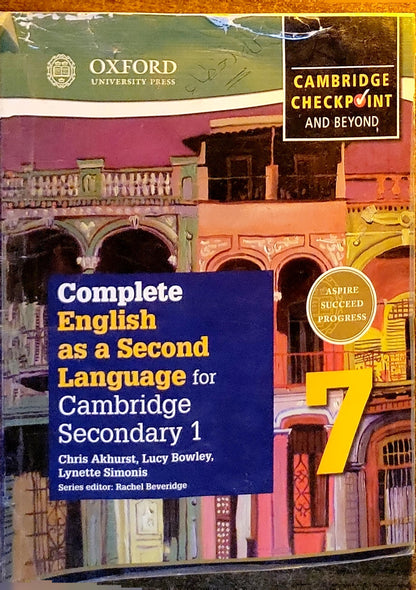 OXFORD
UNIVERSITY PRESS
CAMBRIDGE
CHECKPOINT
AND BEYOND
ASPIRE
SUCCEED
PROGRESS
Complete
English
as a Second
Language for
Cambridge
Secondary 1
7
Chris Akhurst, Lucy Bowley,
Lynette Simonis
Series editor: Rachel Beveridge